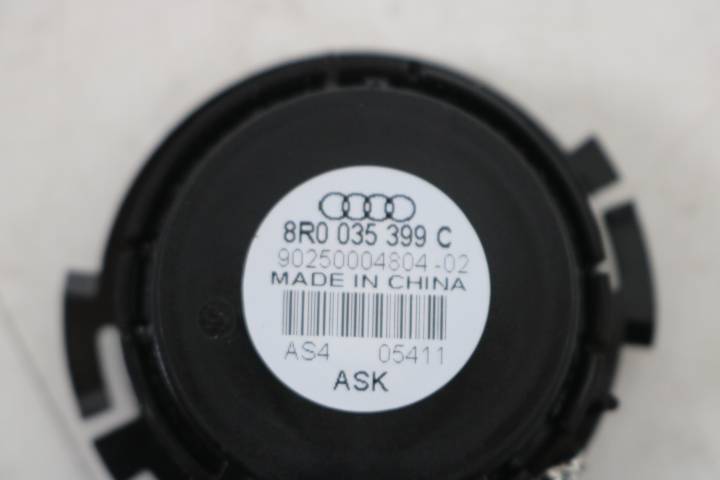 8R0 035 399 C
90250004804-02
MADE IN CHINA
AS4 05411
ASK